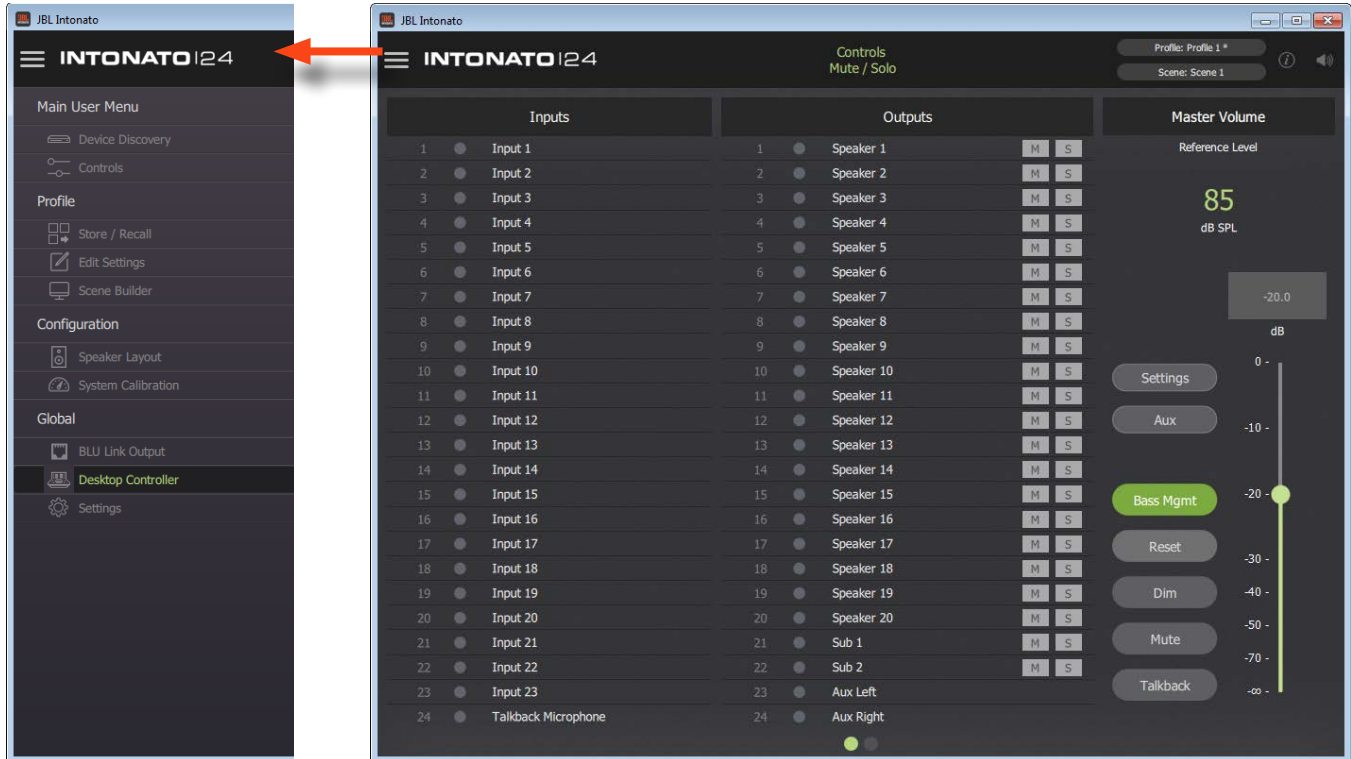 JBL Intonato
INTONATO|24
Main User Menu
Device Discovery
Controls
Profile
Store / Recall
Edit Settings
Scene Builder
Configuration
Speaker Layout
System Calibration
Global
BLU Link Output
Desktop Controller
Settings
JBL Intonato
INTONATO|24
Controls
Mute / Solo
Profile: Profile 1 *
Scene: Scene 1
Inputs
1 Input 1
2 Input 2
3 Input 3
4 Input 4
5 Input 5
6 Input 6
7 Input 7
8 Input 8
9 Input 9
10 Input 10
11 Input 11
12 Input 12
13 Input 13
14 Input 14
15 Input 15
16 Input 16
17 Input 17
18 Input 18
19 Input 19
20 Input 20
21 Input 21
22 Input 22
23 Input 23
24 Talkback Microphone
Outputs
1 Speaker 1 M S
2 Speaker 2 M S
3 Speaker 3 M S
4 Speaker 4 M S
5 Speaker 5 M S
6 Speaker 6 M S
7 Speaker 7 M S
8 Speaker 8 M S
9 Speaker 9 M S
10 Speaker 10 M S
11 Speaker 11 M S
12 Speaker 12 M S
13 Speaker 13 M S
14 Speaker 14 M S
15 Speaker 15 M S
16 Speaker 16 M S
17 Speaker 17 M S
18 Speaker 18 M S
19 Speaker 19 M S
20 Speaker 20 M S
21 Sub 1 M S
22 Sub 2 M S
23 Aux Left
24 Aux Right
Master Volume
Reference Level
85
dB SPL
-20.0
dB
Settings
Aux
Bass Mgmt
Reset
Dim
Mute
Talkback
0 -
-10 -
-20 -
-30 -
-40 -
-50 -
-70 -
-∞ -